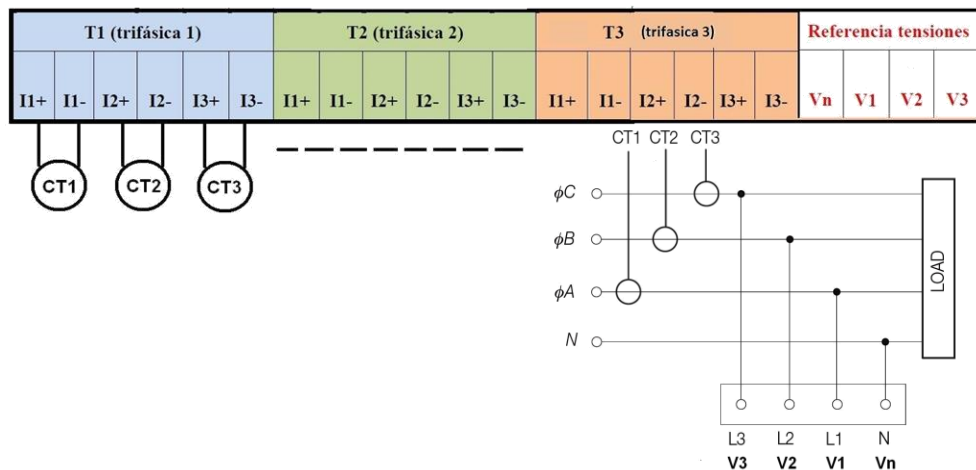 T1 (trifásica 1) T2 (trifásica 2) T3 (trifasica 3) Referencia tensiones
I1+ I1- I2+ I2- I3+ I3- I1+ I1- I2+ I2- I3+ I3- I1+ I1- I2+ I2- I3+ I3- Vn V1 V2 V3
CT1 CT2 CT3
CT1 CT2 CT3
ϕC
ϕB
ϕA
N
LOAD
L3 L2 L1 N
V3 V2 V1 Vn